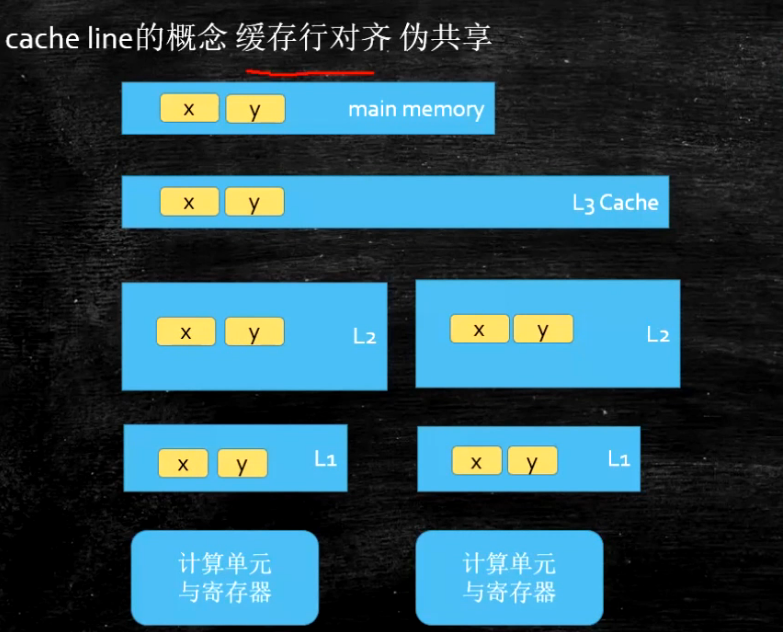 cache line的概念 缓存行对齐 伪共享
x y main memory
x y L3 Cache
x y L2 x y L2
x y L1 x y L1
计算单元 计算单元
与寄存器 与寄存器